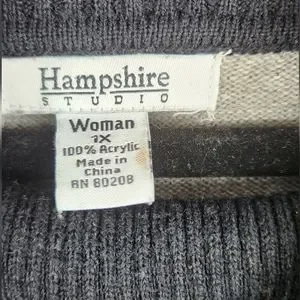 Hampshire
STUDIO
Woman
1X
100% Acrylic
Made in
China
RN 80208